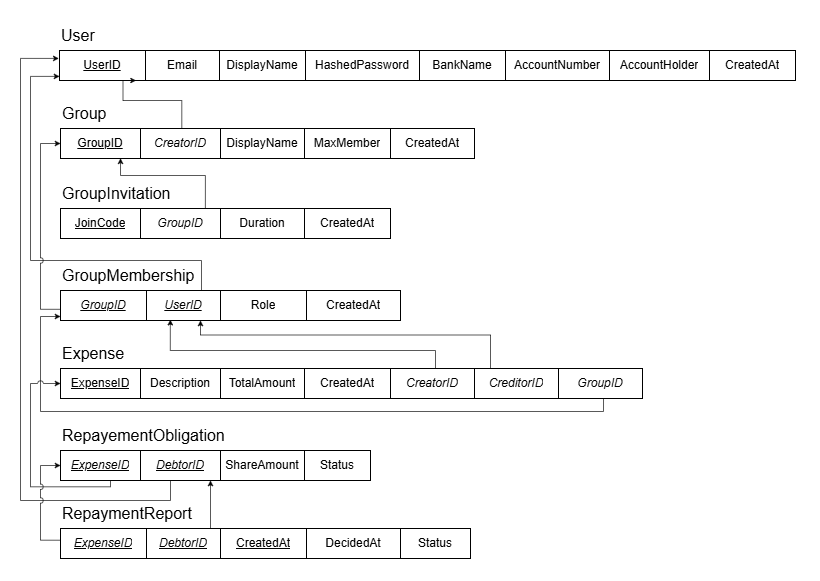 User
UserID Email DisplayName HashedPassword BankName AccountNumber AccountHolder CreatedAt
Group
GroupID CreatorID DisplayName MaxMember CreatedAt
GroupInvitation
JoinCode GroupID Duration CreatedAt
GroupMembership
GroupID UserID Role CreatedAt
Expense
ExpenseID Description TotalAmount CreatedAt CreatorID CreditorID GroupID
RepayementObligation
ExpenseID DebtorID ShareAmount Status
RepaymentReport
ExpenseID DebtorID CreatedAt DecidedAt Status